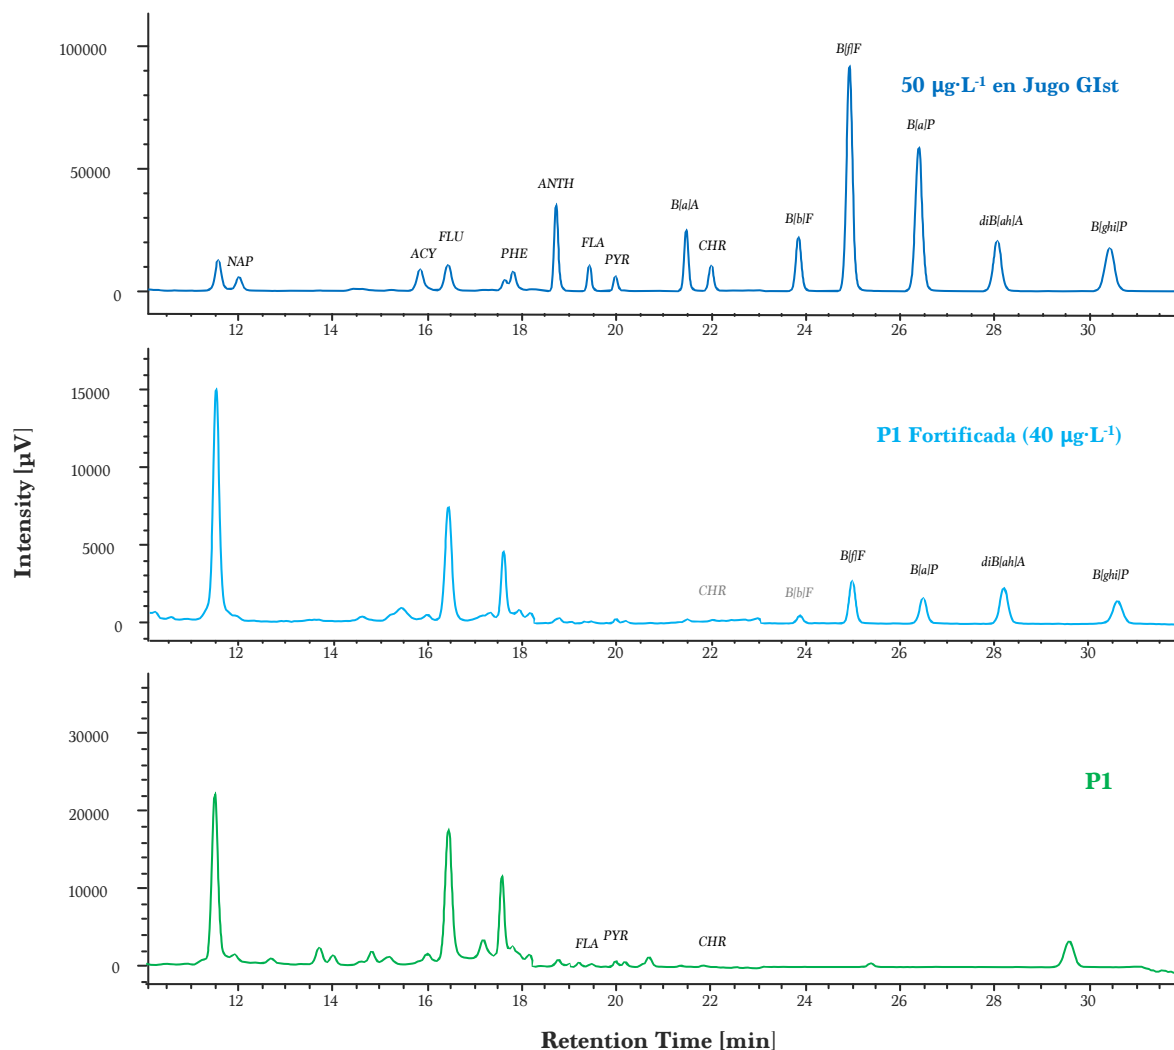 Intensity [µV]
100000
50000
0
NAP
ACY
FLU
PHE
ANTH
FLA
PYR
B[a]A
CHR
B[b]F
B[f]F
B[a]P
diB[ah]A
B[ghi]P
50 µg·L-1 en Jugo GIst
12 14 16 18 20 22 24 26 28 30
15000
10000
5000
0
P1 Fortificada (40 µg·L-1)
CHR
B[b]F
B[f]F
B[a]P
diB[ah]A
B[ghi]P
12 14 16 18 20 22 24 26 28 30
30000
20000
10000
0
P1
FLA
PYR
CHR
12 14 16 18 20 22 24 26 28 30
Retention Time [min]